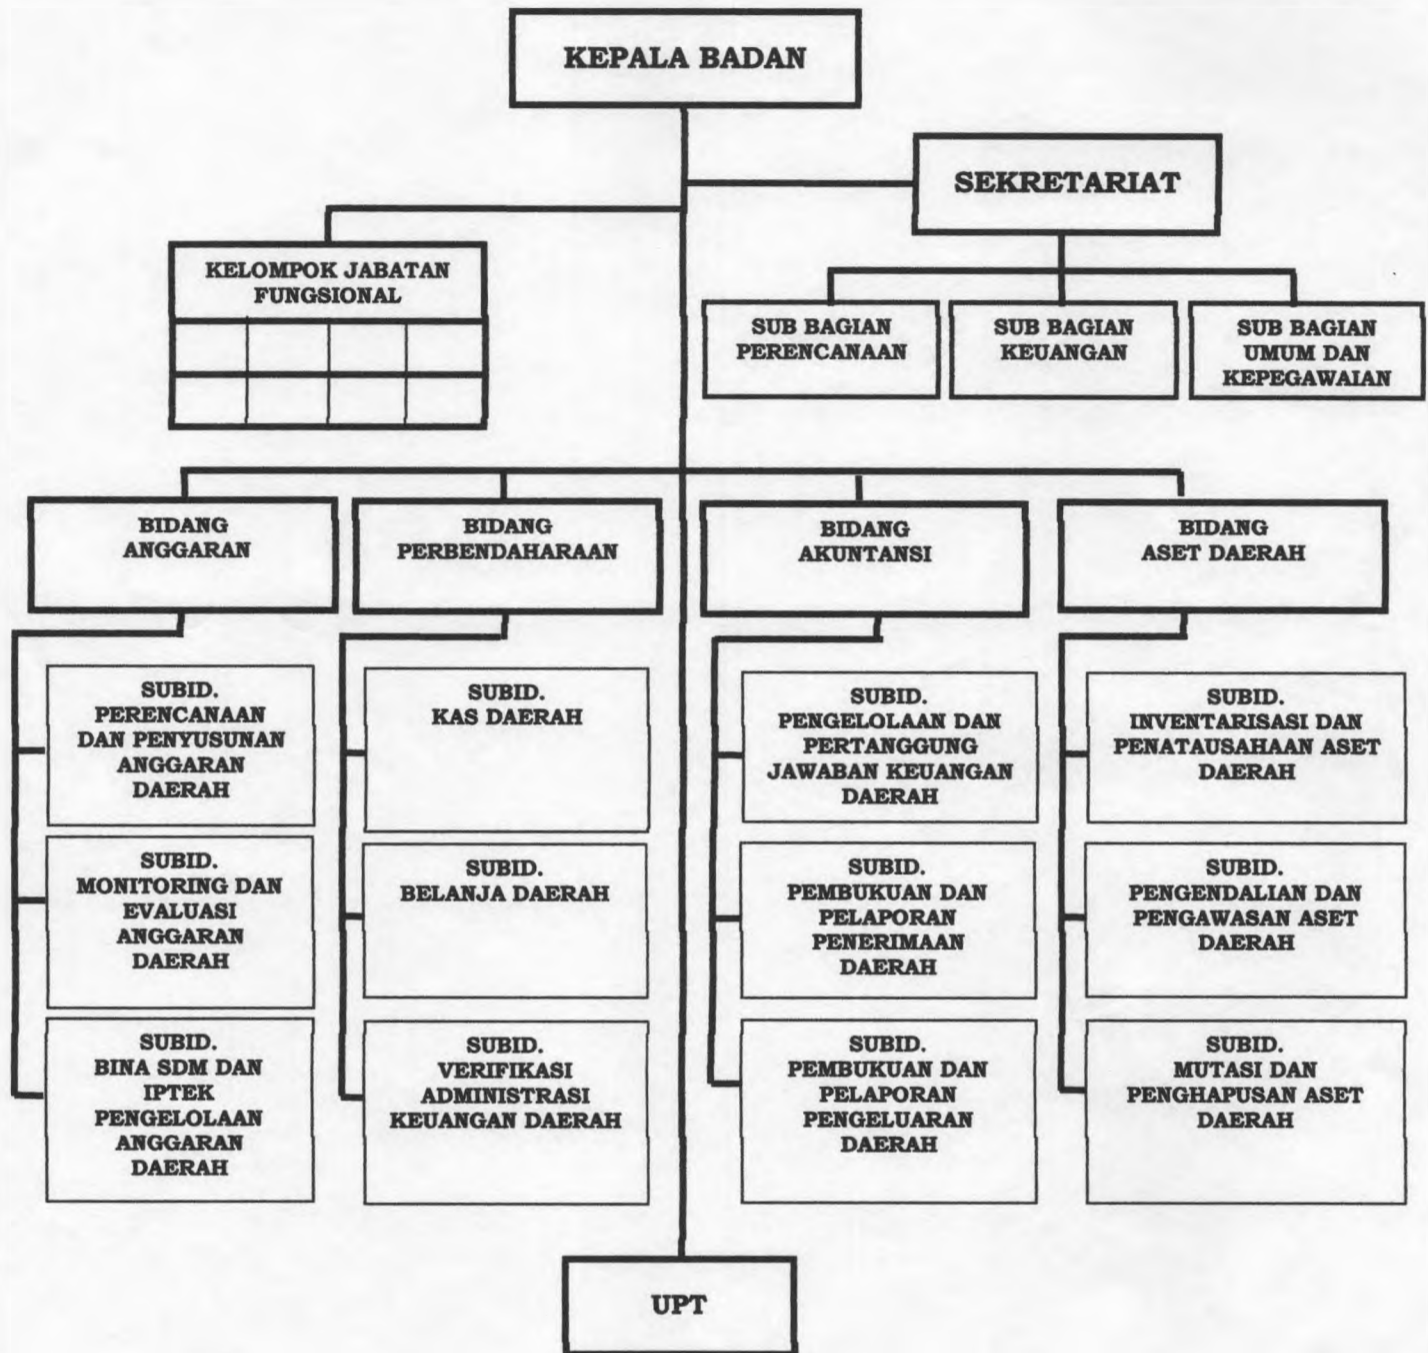 KEPALA BADAN
SEKRETARIAT
KELOMPOK JABATAN
FUNGSIONAL
SUB BAGIAN
PERENCANAAN
SUB BAGIAN
KEUANGAN
SUB BAGIAN
UMUM DAN
KEPEGAWAIAN
BIDANG
ANGGARAN
BIDANG
PERBENDAHARAAN
BIDANG
AKUNTANSI
BIDANG
ASET DAERAH
SUBID.
PERENCANAAN
DAN PENYUSUNAN
ANGGARAN
DAERAH
SUBID.
MONITORING DAN
EVALUASI
ANGGARAN
DAERAH
SUBID.
BINA SDM DAN
IPTEK
PENGELOLAAN
ANGGARAN
DAERAH
SUBID.
KAS DAERAH
SUBID.
BELANJA DAERAH
SUBID.
VERIFIKASI
ADMINISTRASI
KEUANGAN DAERAH
SUBID.
PENGELOLAAN DAN
PERTANGGUNG
JAWABAN KEUANGAN
DAERAH
SUBID.
PEMBUKUAN DAN
PELAPORAN
PENERIMAAN
DAERAH
SUBID.
PEMBUKUAN DAN
PELAPORAN
PENGELUARAN
DAERAH
SUBID.
INVENTARISASI DAN
PENATAUSAHAAN ASET
DAERAH
SUBID.
PENGENDALIAN DAN
PENGAWASAN ASET
DAERAH
SUBID.
MUTASI DAN
PENGHAPUSAN ASET
DAERAH
UPT